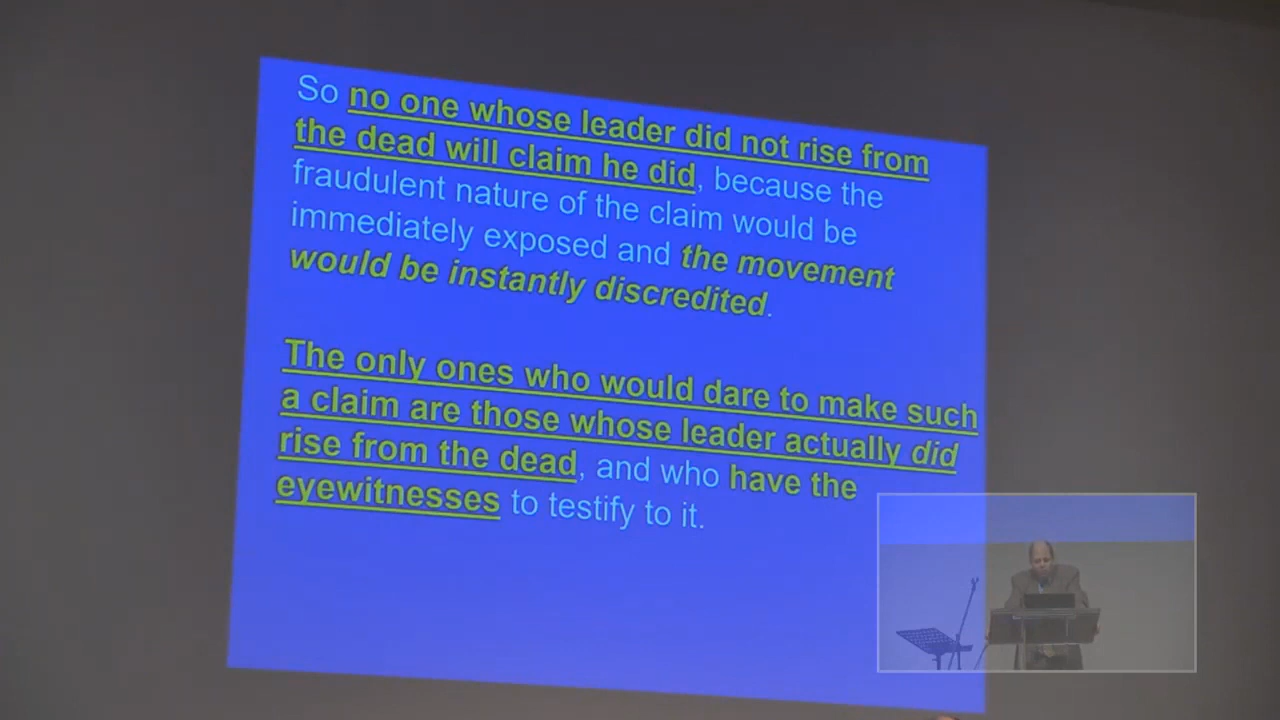 So no one whose leader did not rise from
the dead will claim he did, because the
fraudulent nature of the claim would be
immediately exposed and the movement
would be instantly discredited.
The only ones who would dare to make such
a claim are those whose leader actually did
rise from the dead, and who have the
eyewitnesses to testify to it.